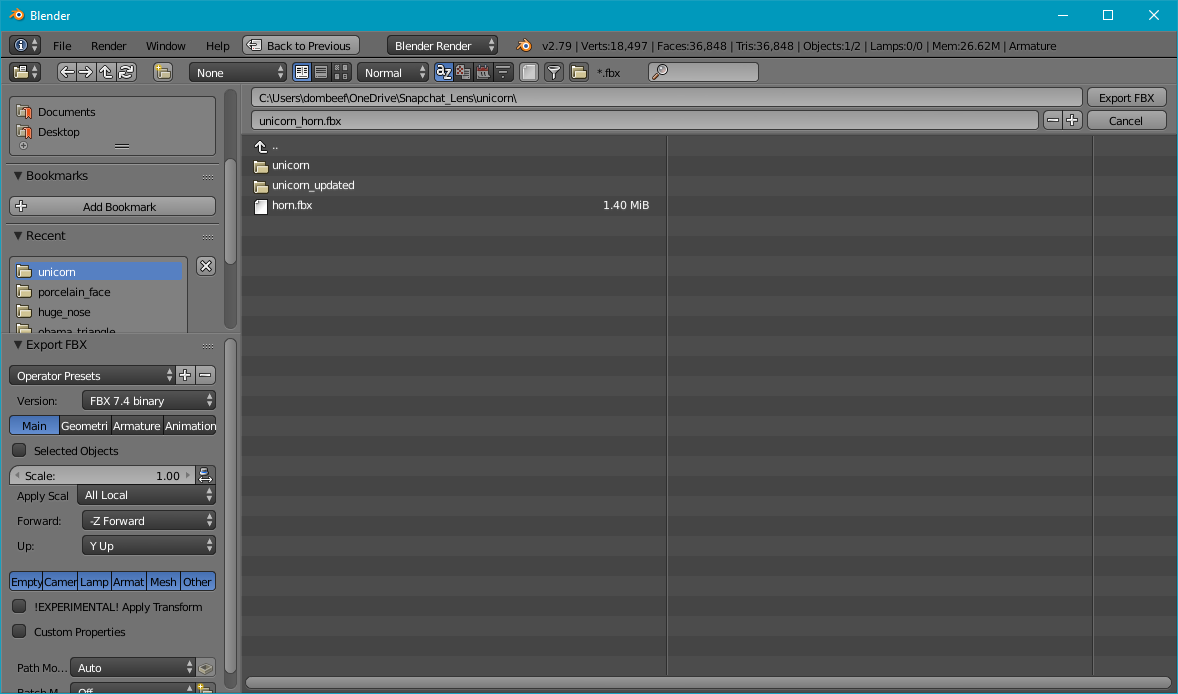 Blender
File Render Window Help Back to Previous Blender Render v2.79 | Verts:18,497 | Faces:36,848 | Tris:36,848 | Objects:1/2 | Lamps:0/0 | Mem:26.62M | Armature
None Normal *.fbx
Documents
Desktop
Bookmarks
Add Bookmark
Recent
unicorn
porcelain_face
huge_nose
obama_triangle
C:\Users\dombeef\OneDrive\Snapchat_Lens\unicorn\ Export FBX
unicorn_horn.fbx Cancel
..
unicorn
unicorn_updated
horn.fbx 1.40 MiB
Export FBX
Operator Presets
Version: FBX 7.4 binary
Main Geometri Armature Animation
Selected Objects
Scale: 1.00
Apply Scal All Local
Forward: -Z Forward
Up: Y Up
Empty Camer Lamp Armat Mesh Other
!EXPERIMENTAL! Apply Transform
Custom Properties
Path Mo... Auto
Batch M... Off